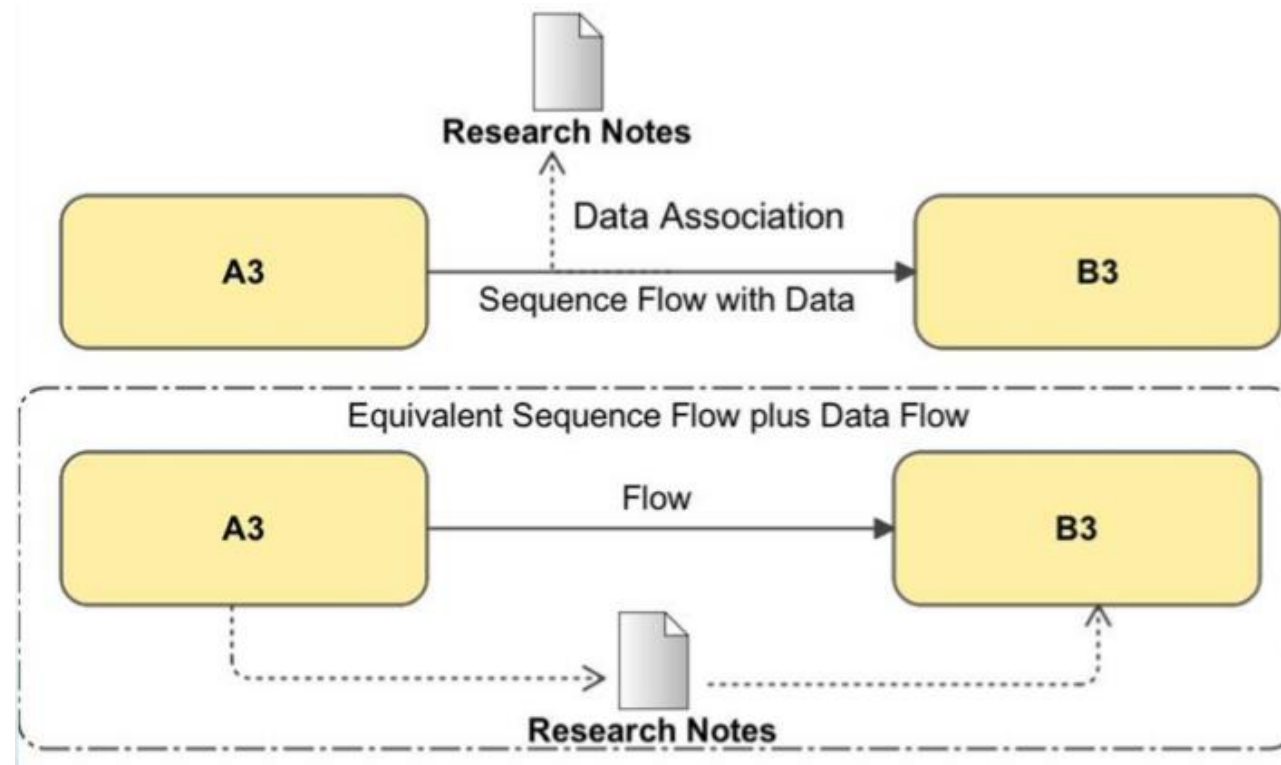 Research Notes
Data Association
A3
B3
Sequence Flow with Data
Equivalent Sequence Flow plus Data Flow
Flow
A3
B3
Research Notes